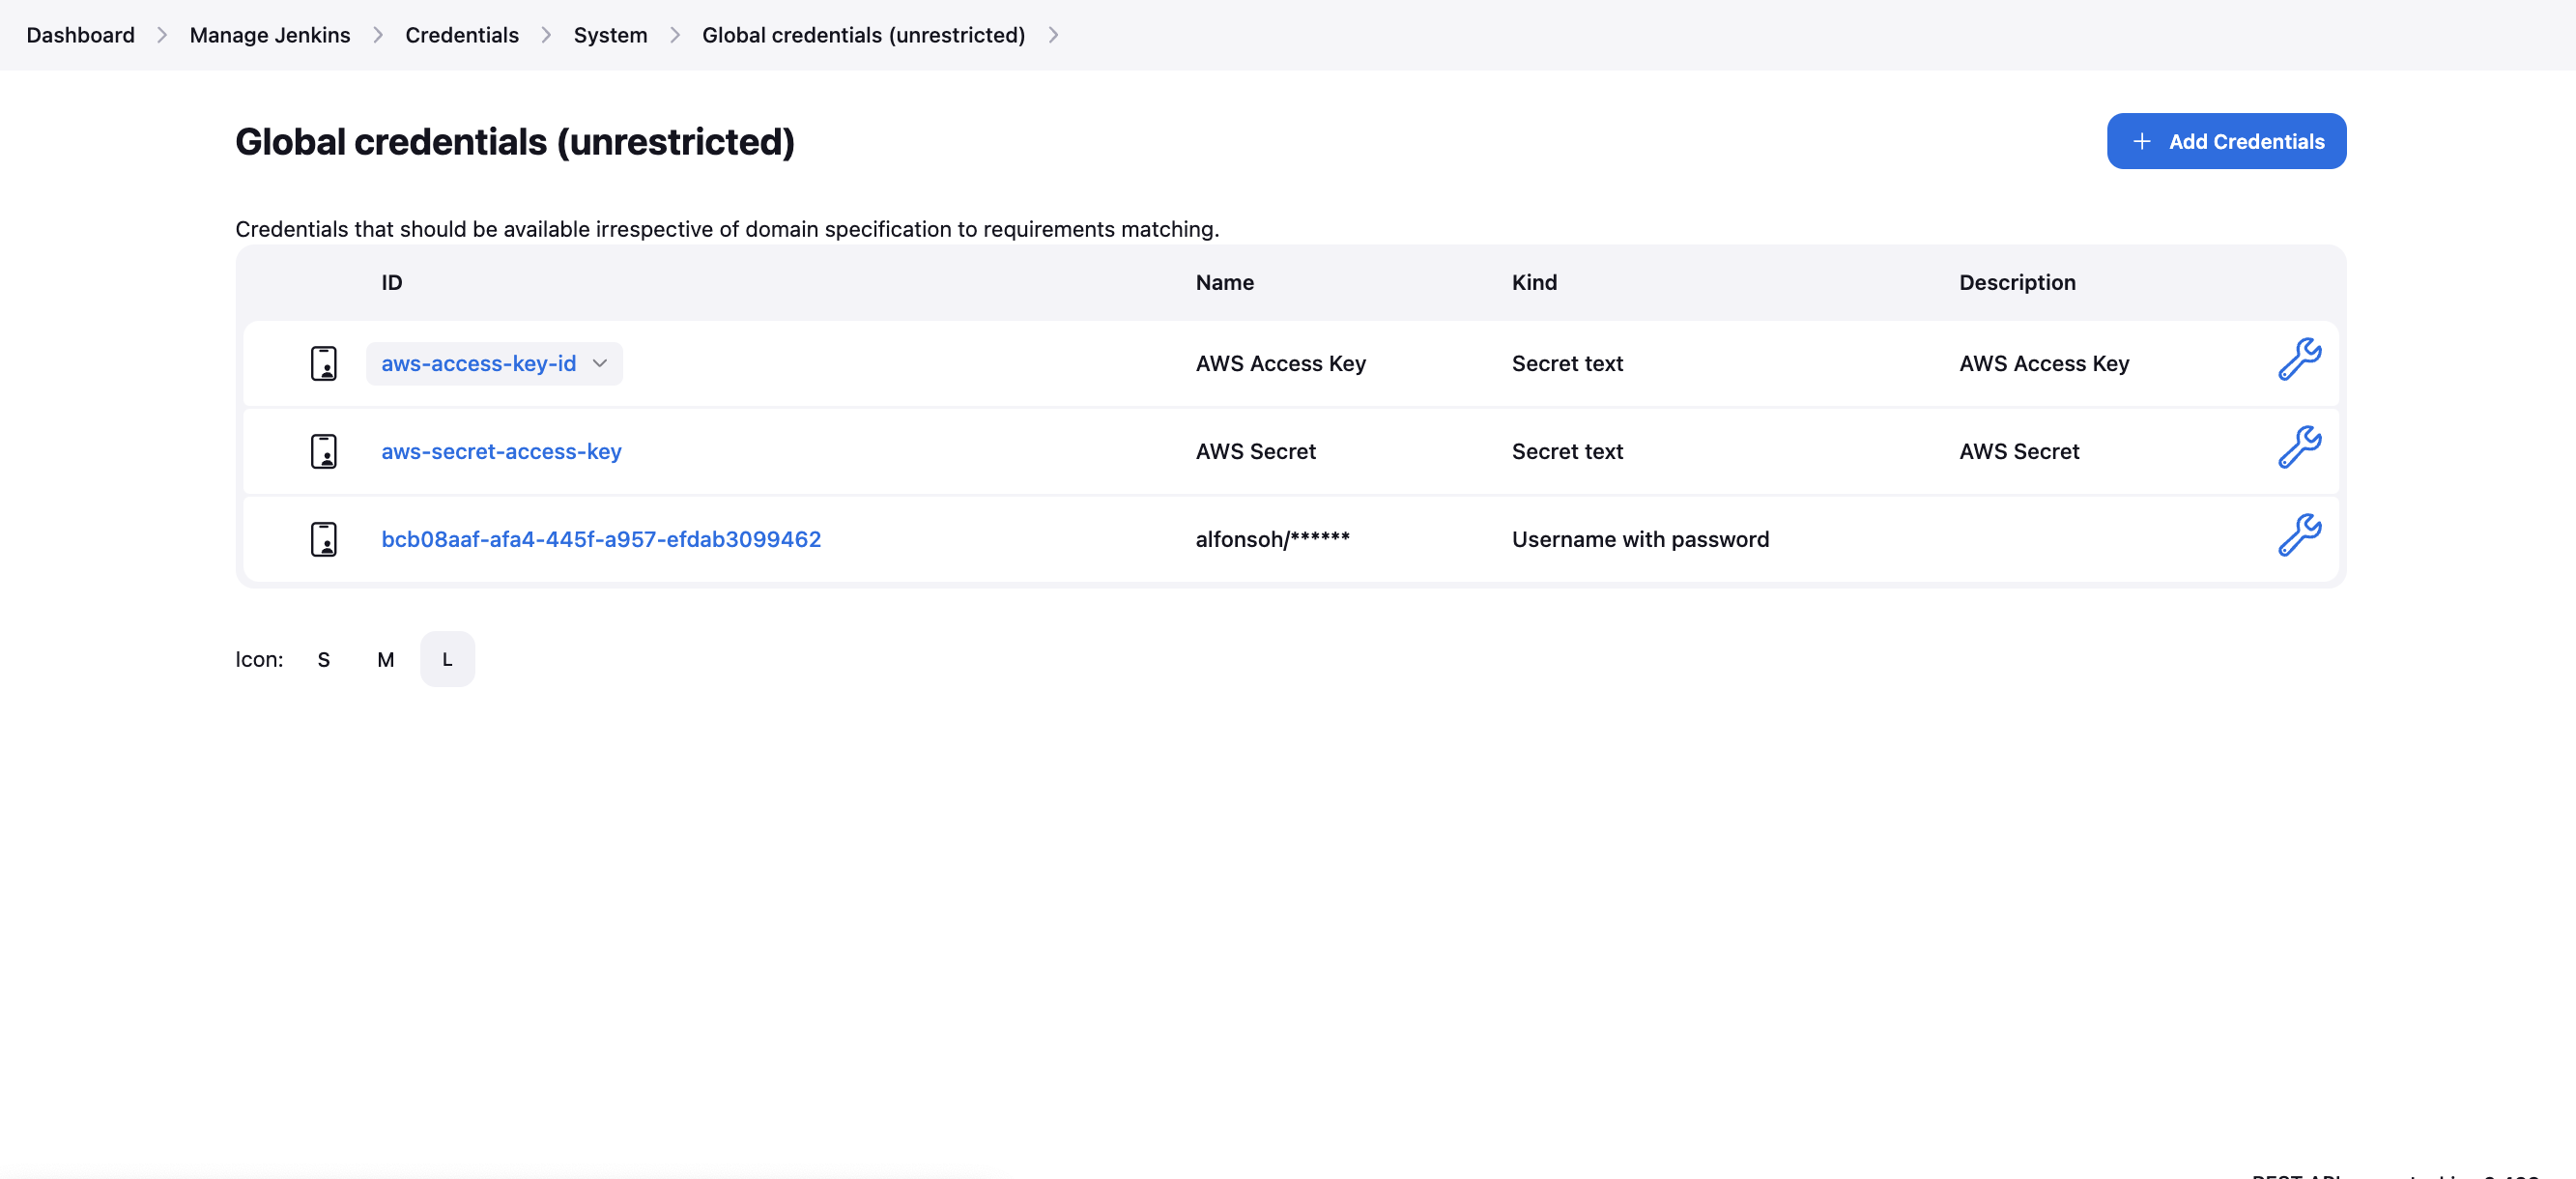 Dashboard > Manage Jenkins > Credentials > System > Global credentials (unrestricted) >
Global credentials (unrestricted)
+ Add Credentials
Credentials that should be available irrespective of domain specification to requirements matching.
ID Name Kind Description
aws-access-key-id AWS Access Key Secret text AWS Access Key
aws-secret-access-key AWS Secret Secret text AWS Secret
bcb08aaf-afa4-445f-a957-efdab3099462 alfonsoh/****** Username with password
Icon: S M L
REST API